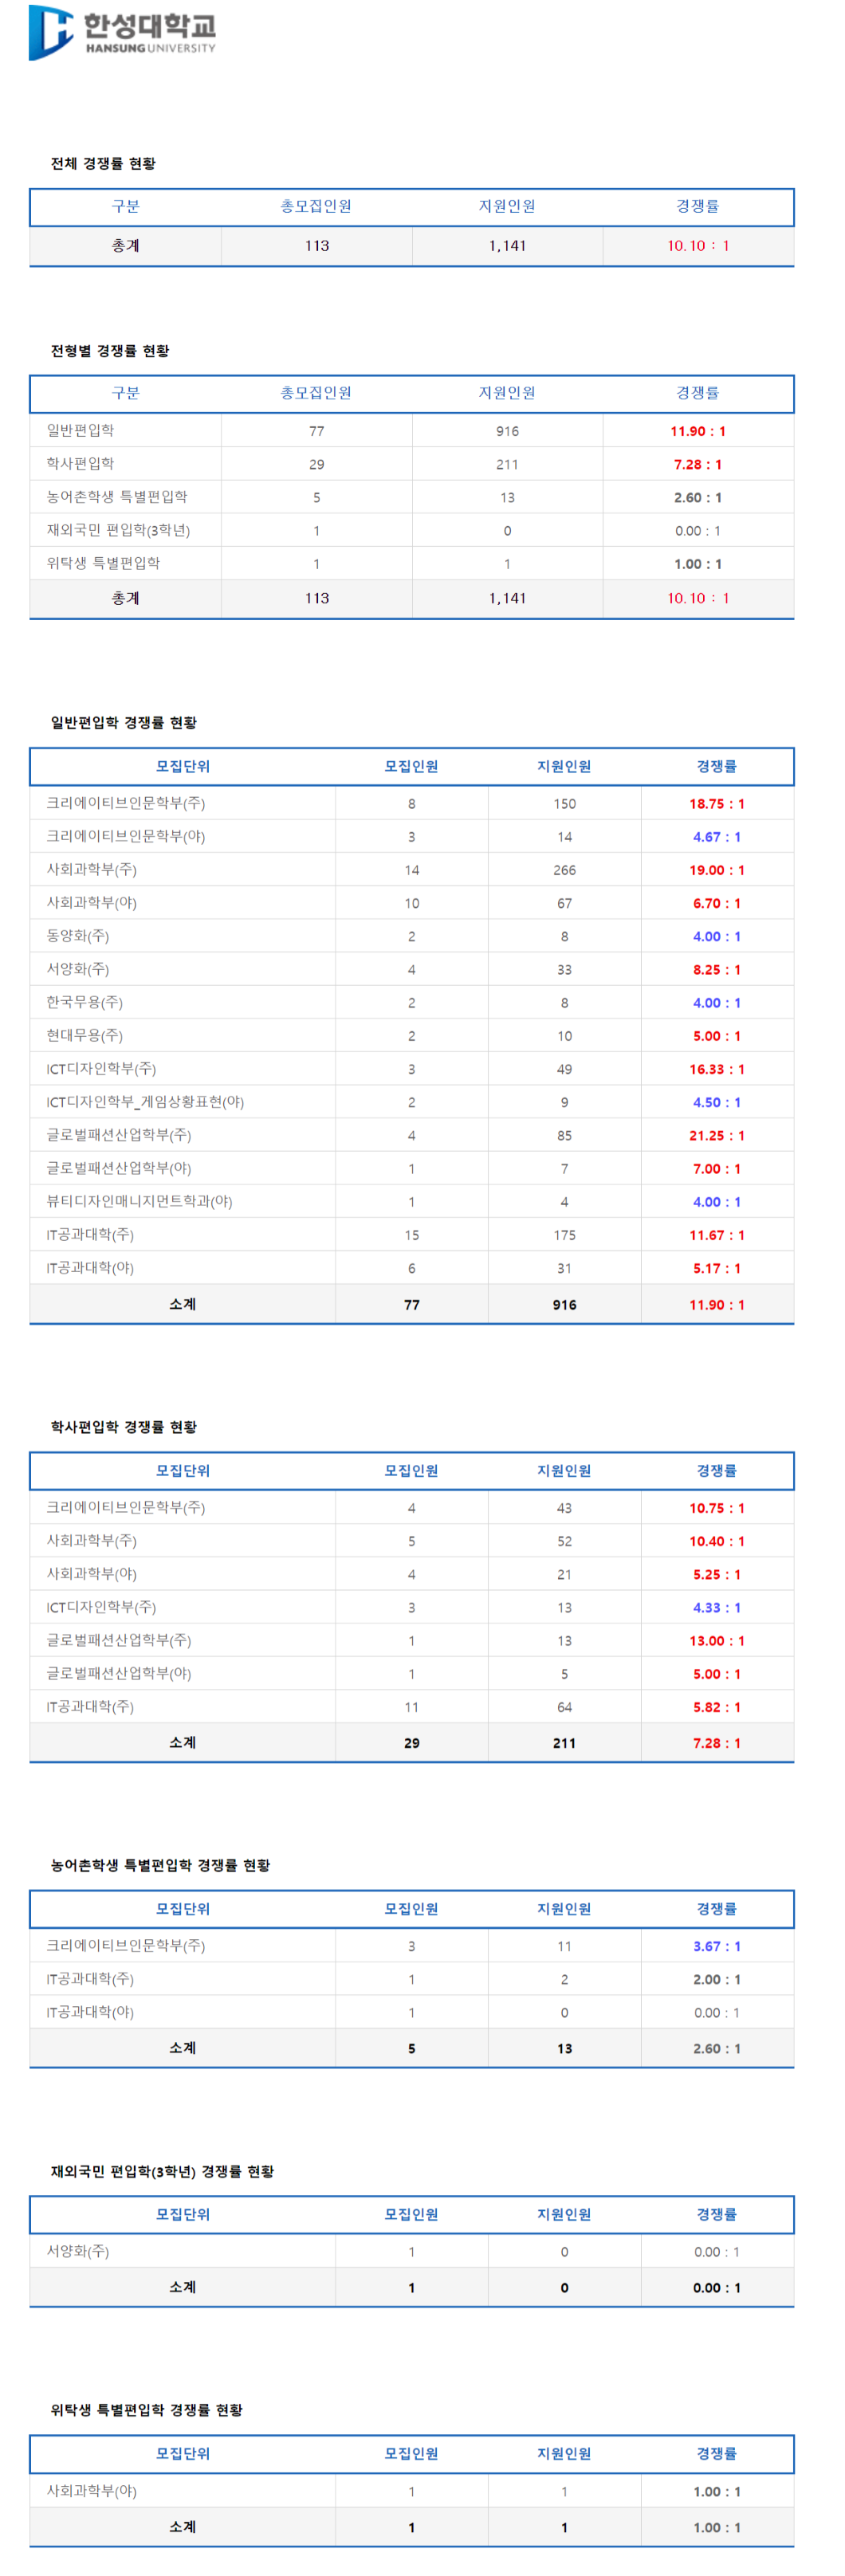 한성대학교
HANSUNG UNIVERSITY
전체 경쟁률 현황
구분 총모집인원 지원인원 경쟁률
총계 113 1,141 10.10 : 1
전형별 경쟁률 현황
구분 총모집인원 지원인원 경쟁률
일반편입학 77 916 11.90 : 1
학사편입학 29 211 7.28 : 1
농어촌학생 특별편입학 5 13 2.60 : 1
재외국민 편입학(3학년) 1 0 0.00 : 1
위탁생 특별편입학 1 1 1.00 : 1
총계 113 1,141 10.10 : 1
일반편입학 경쟁률 현황
모집단위 모집인원 지원인원 경쟁률
크리에이티브인문학부(주) 8 150 18.75 : 1
크리에이티브인문학부(야) 3 14 4.67 : 1
사회과학부(주) 14 266 19.00 : 1
사회과학부(야) 10 67 6.70 : 1
동양화(주) 2 8 4.00 : 1
서양화(주) 4 33 8.25 : 1
한국무용(주) 2 8 4.00 : 1
현대무용(주) 2 10 5.00 : 1
ICT디자인학부(주) 3 49 16.33 : 1
ICT디자인학부_게임상황표현(야) 2 9 4.50 : 1
글로벌패션산업학부(주) 4 85 21.25 : 1
글로벌패션산업학부(야) 1 7 7.00 : 1
뷰티디자인매니지먼트학과(야) 1 4 4.00 : 1
IT공과대학(주) 15 175 11.67 : 1
IT공과대학(야) 6 31 5.17 : 1
소계 77 916 11.90 : 1
학사편입학 경쟁률 현황
모집단위 모집인원 지원인원 경쟁률
크리에이티브인문학부(주) 4 43 10.75 : 1
사회과학부(주) 5 52 10.40 : 1
사회과학부(야) 4 21 5.25 : 1
ICT디자인학부(주) 3 13 4.33 : 1
글로벌패션산업학부(주) 1 13 13.00 : 1
글로벌패션산업학부(야) 1 5 5.00 : 1
IT공과대학(주) 11 64 5.82 : 1
소계 29 211 7.28 : 1
농어촌학생 특별편입학 경쟁률 현황
모집단위 모집인원 지원인원 경쟁률
크리에이티브인문학부(주) 3 11 3.67 : 1
IT공과대학(주) 1 2 2.00 : 1
IT공과대학(야) 1 0 0.00 : 1
소계 5 13 2.60 : 1
재외국민 편입학(3학년) 경쟁률 현황
모집단위 모집인원 지원인원 경쟁률
서양화(주) 1 0 0.00 : 1
소계 1 0 0.00 : 1
위탁생 특별편입학 경쟁률 현황
모집단위 모집인원 지원인원 경쟁률
사회과학부(야) 1 1 1.00 : 1
소계 1 1 1.00 : 1